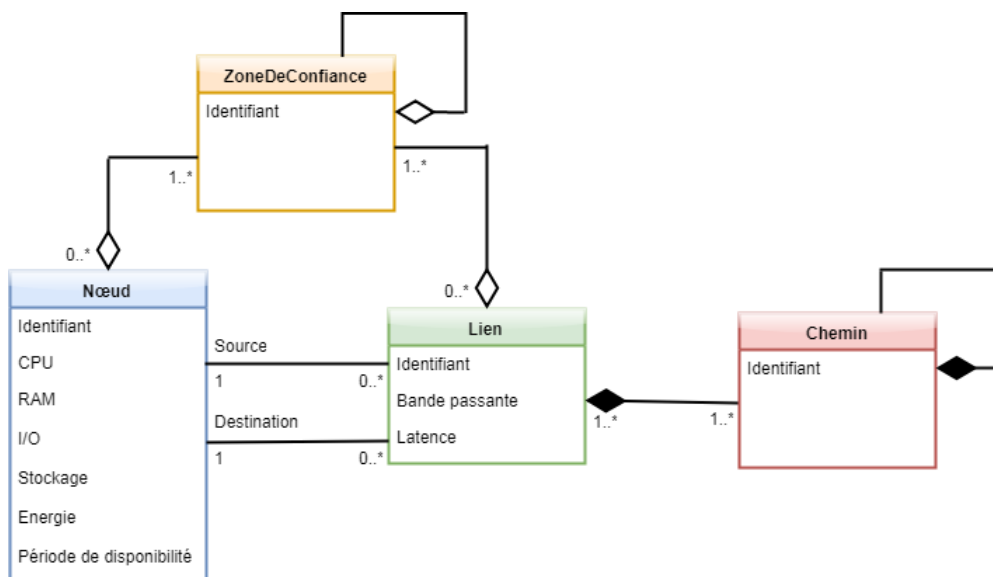 ZoneDeConfiance
Identifiant
1..*
1..*
0..*
0..*
Nœud
Identifiant
CPU
RAM
I/O
Stockage
Energie
Période de disponibilité
Source
1
0..*
Destination
1
0..*
Lien
Identifiant
Bande passante
Latence
1..*
1..*
Chemin
Identifiant